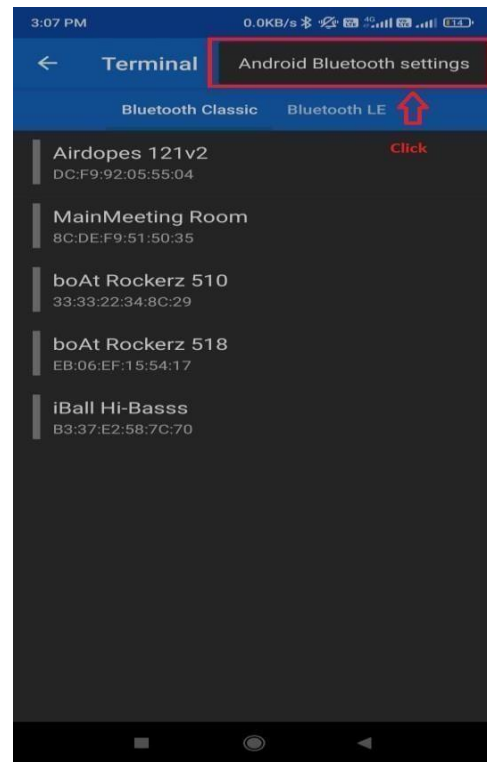 3:07 PM 0.0KB/s 4G 14
Terminal Android Bluetooth settings
Bluetooth Classic Bluetooth LE
Click
Airdopes 121v2
DC:F9:92:05:55:04
MainMeeting Room
8C:DE:F9:51:50:35
boAt Rockerz 510
33:33:22:34:8C:29
boAt Rockerz 518
EB:06:EF:15:54:17
iBall Hi-Basss
B3:37:E2:58:7C:70